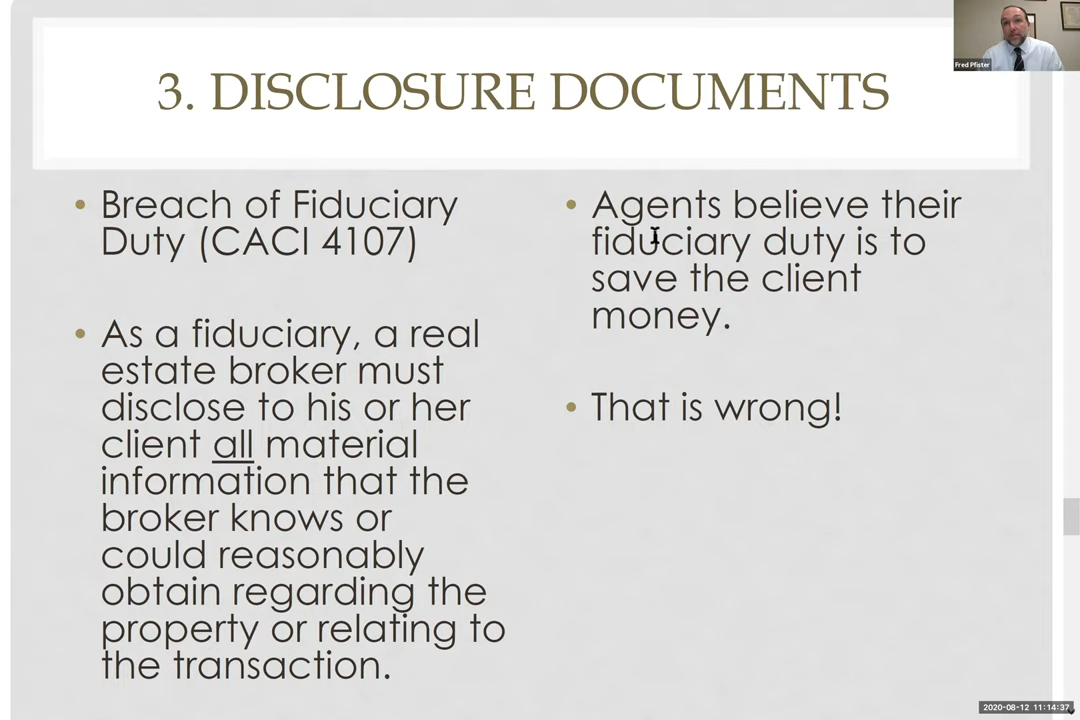 Fred Pfister
3. DISCLOSURE DOCUMENTS
• Breach of Fiduciary
Duty (CACI 4107)
• As a fiduciary, a real
estate broker must
disclose to his or her
client all material
information that the
broker knows or
could reasonably
obtain regarding the
property or relating to
the transaction.
• Agents believe their
fiduciary duty is to
save the client
money.
• That is wrong!
2020-08-12 11:14:37